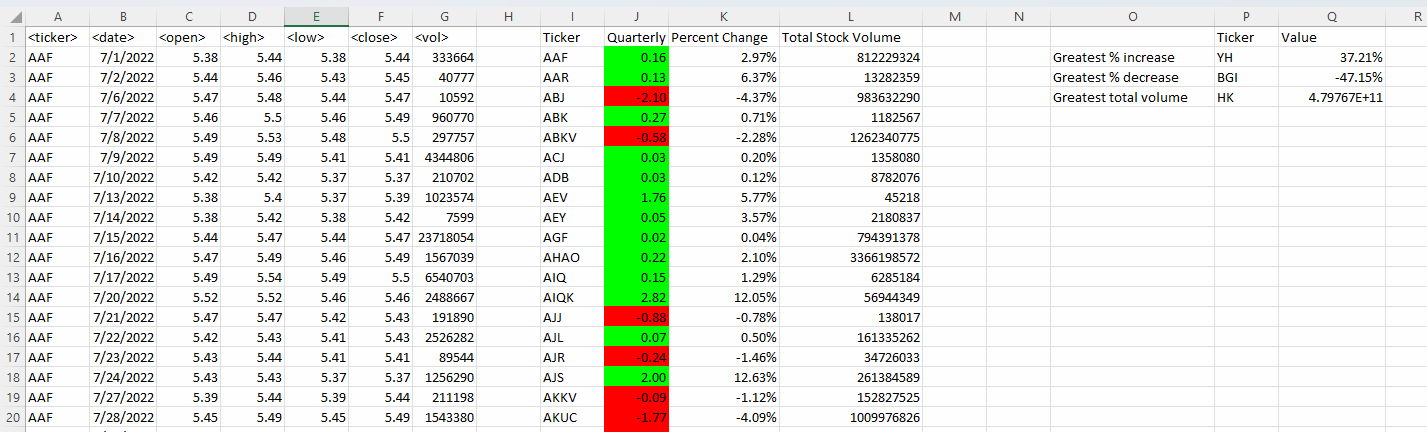 A B C D E F G H I J K L M N O P Q R
1 <ticker> <date> <open> <high> <low> <close> <vol> Ticker Quarterly Percent Change Total Stock Volume Ticker Value
2 AAF 7/1/2022 5.38 5.44 5.38 5.44 333664 AAF 0.16 2.97% 812229324 Greatest % increase YH 37.21%
3 AAF 7/2/2022 5.44 5.46 5.43 5.45 40777 AAR 0.13 6.37% 13282359 Greatest % decrease BGI -47.15%
4 AAF 7/6/2022 5.47 5.48 5.44 5.47 10592 ABJ -2.10 -4.37% 983632290 Greatest total volume HK 4.79767E+11
5 AAF 7/7/2022 5.46 5.5 5.46 5.49 960770 ABK 0.27 0.71% 1182567
6 AAF 7/8/2022 5.49 5.53 5.48 5.5 297757 ABKV -0.58 -2.28% 1262340775
7 AAF 7/9/2022 5.49 5.49 5.41 5.41 4344806 ACJ 0.03 0.20% 1358080
8 AAF 7/10/2022 5.42 5.42 5.37 5.37 210702 ADB 0.03 0.12% 8782076
9 AAF 7/13/2022 5.38 5.4 5.37 5.39 1023574 AEV 1.76 5.77% 45218
10 AAF 7/14/2022 5.38 5.42 5.38 5.42 7599 AEY 0.05 3.57% 2180837
11 AAF 7/15/2022 5.44 5.47 5.44 5.47 23718054 AGF 0.02 0.04% 794391378
12 AAF 7/16/2022 5.47 5.49 5.46 5.49 1567039 AHAO 0.22 2.10% 3366198572
13 AAF 7/17/2022 5.49 5.54 5.49 5.5 6540703 AIQ 0.15 1.29% 6285184
14 AAF 7/20/2022 5.52 5.52 5.46 5.46 2488667 AIQK 2.82 12.05% 56944349
15 AAF 7/21/2022 5.47 5.47 5.42 5.43 191890 AJJ -0.88 -0.78% 138017
16 AAF 7/22/2022 5.42 5.43 5.41 5.43 2526282 AJL 0.07 0.50% 161335262
17 AAF 7/23/2022 5.43 5.44 5.41 5.41 89544 AJR -0.24 -1.46% 34726033
18 AAF 7/24/2022 5.43 5.43 5.37 5.37 1256290 AJS 2.00 12.63% 261384589
19 AAF 7/27/2022 5.39 5.44 5.39 5.44 211198 AKKV -0.09 -1.12% 152827525
20 AAF 7/28/2022 5.45 5.49 5.45 5.49 1543380 AKUC -1.77 -4.09% 1009976826